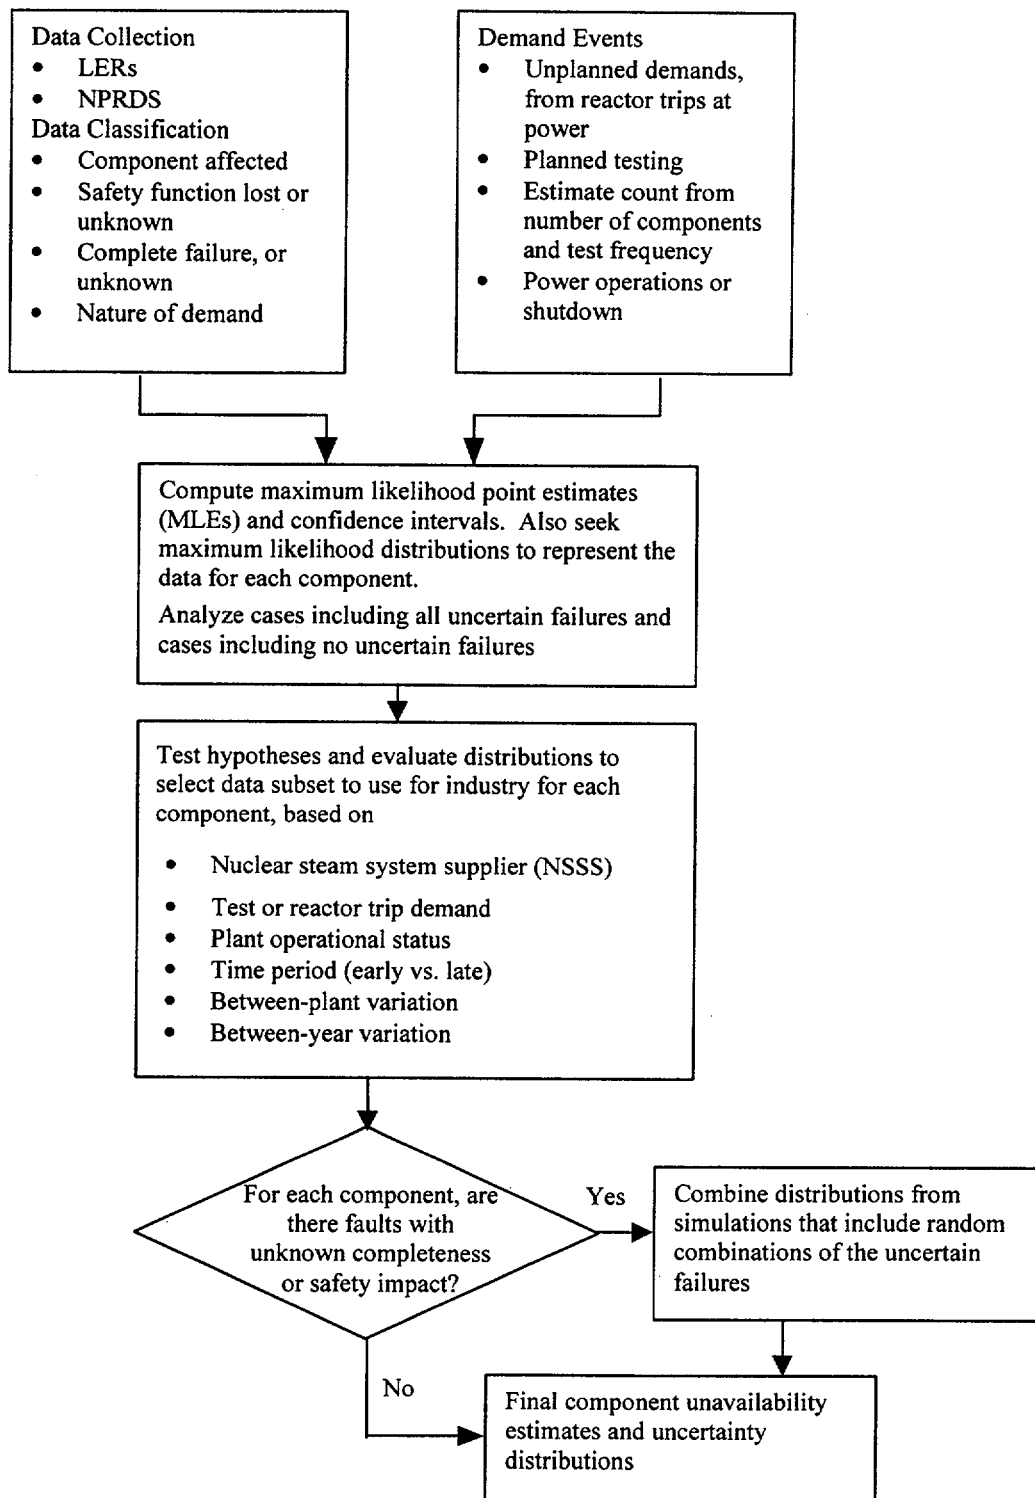 Data Collection
• LERs
• NPRDS
Data Classification
• Component affected
• Safety function lost or
unknown
• Complete failure, or
unknown
• Nature of demand
Demand Events
• Unplanned demands,
from reactor trips at
power
• Planned testing
• Estimate count from
number of components
and test frequency
• Power operations or
shutdown
Compute maximum likelihood point estimates
(MLEs) and confidence intervals. Also seek
maximum likelihood distributions to represent the
data for each component.
Analyze cases including all uncertain failures and
cases including no uncertain failures
Test hypotheses and evaluate distributions to
select data subset to use for industry for each
component, based on
• Nuclear steam system supplier (NSSS)
• Test or reactor trip demand
• Plant operational status
• Time period (early vs. late)
• Between-plant variation
• Between-year variation
For each component, are
there faults with
unknown completeness
or safety impact?
Yes
Combine distributions from
simulations that include random
combinations of the uncertain
failures
No
Final component unavailability
estimates and uncertainty
distributions